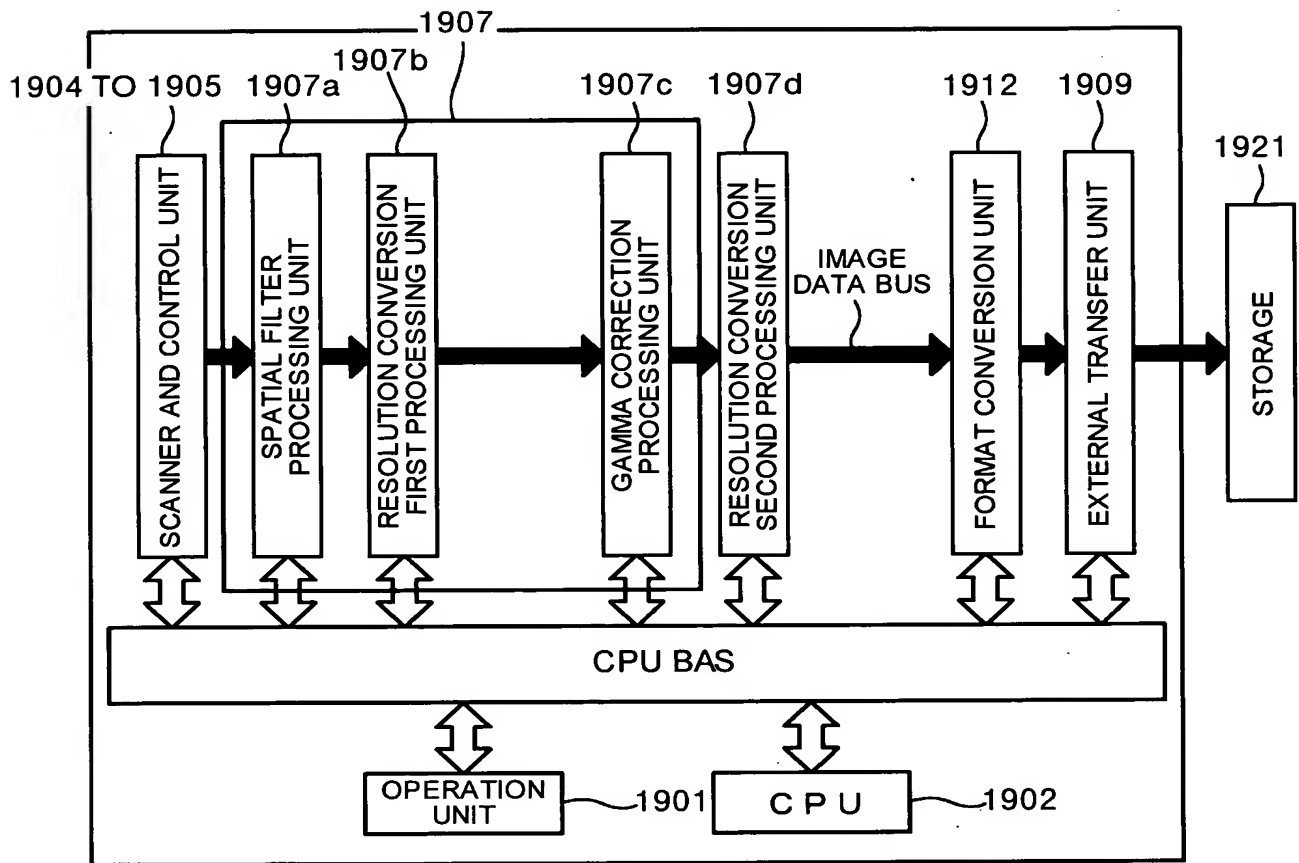 1907
1907b
1904 TO 1905
1907a
1907c
1907d
1912
1909
1921
SCANNER AND CONTROL UNIT
SPATIAL FILTER
PROCESSING UNIT
RESOLUTION CONVERSION
FIRST PROCESSING UNIT
GAMMA CORRECTION
PROCESSING UNIT
RESOLUTION CONVERSION
SECOND PROCESSING UNIT
IMAGE
DATA BUS
FORMAT CONVERSION UNIT
EXTERNAL TRANSFER UNIT
STORAGE
CPU BAS
OPERATION
UNIT
1901
CPU
1902